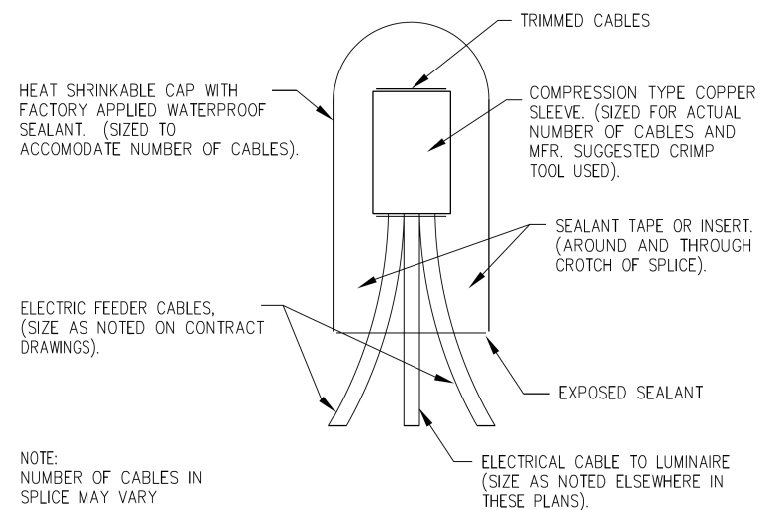 TRIMMED CABLES
HEAT SHRINKABLE CAP WITH
FACTORY APPLIED WATERPROOF
SEALANT. (SIZED TO
ACCOMODATE NUMBER OF CABLES).
COMPRESSION TYPE COPPER
SLEEVE. (SIZED FOR ACTUAL
NUMBER OF CABLES AND
MFR. SUGGESTED CRIMP
TOOL USED).
SEALANT TAPE OR INSERT.
(AROUND AND THROUGH
CROTCH OF SPLICE).
ELECTRIC FEEDER CABLES,
(SIZE AS NOTED ON CONTRACT
DRAWINGS).
EXPOSED SEALANT
NOTE:
NUMBER OF CABLES IN
SPLICE MAY VARY
ELECTRICAL CABLE TO LUMINAIRE
(SIZE AS NOTED ELSEWHERE IN
THESE PLANS).